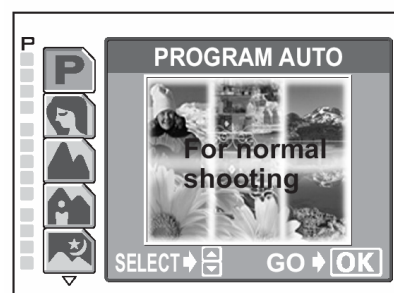 P
P
PROGRAM AUTO
For normal
shooting
SELECT
GO OK